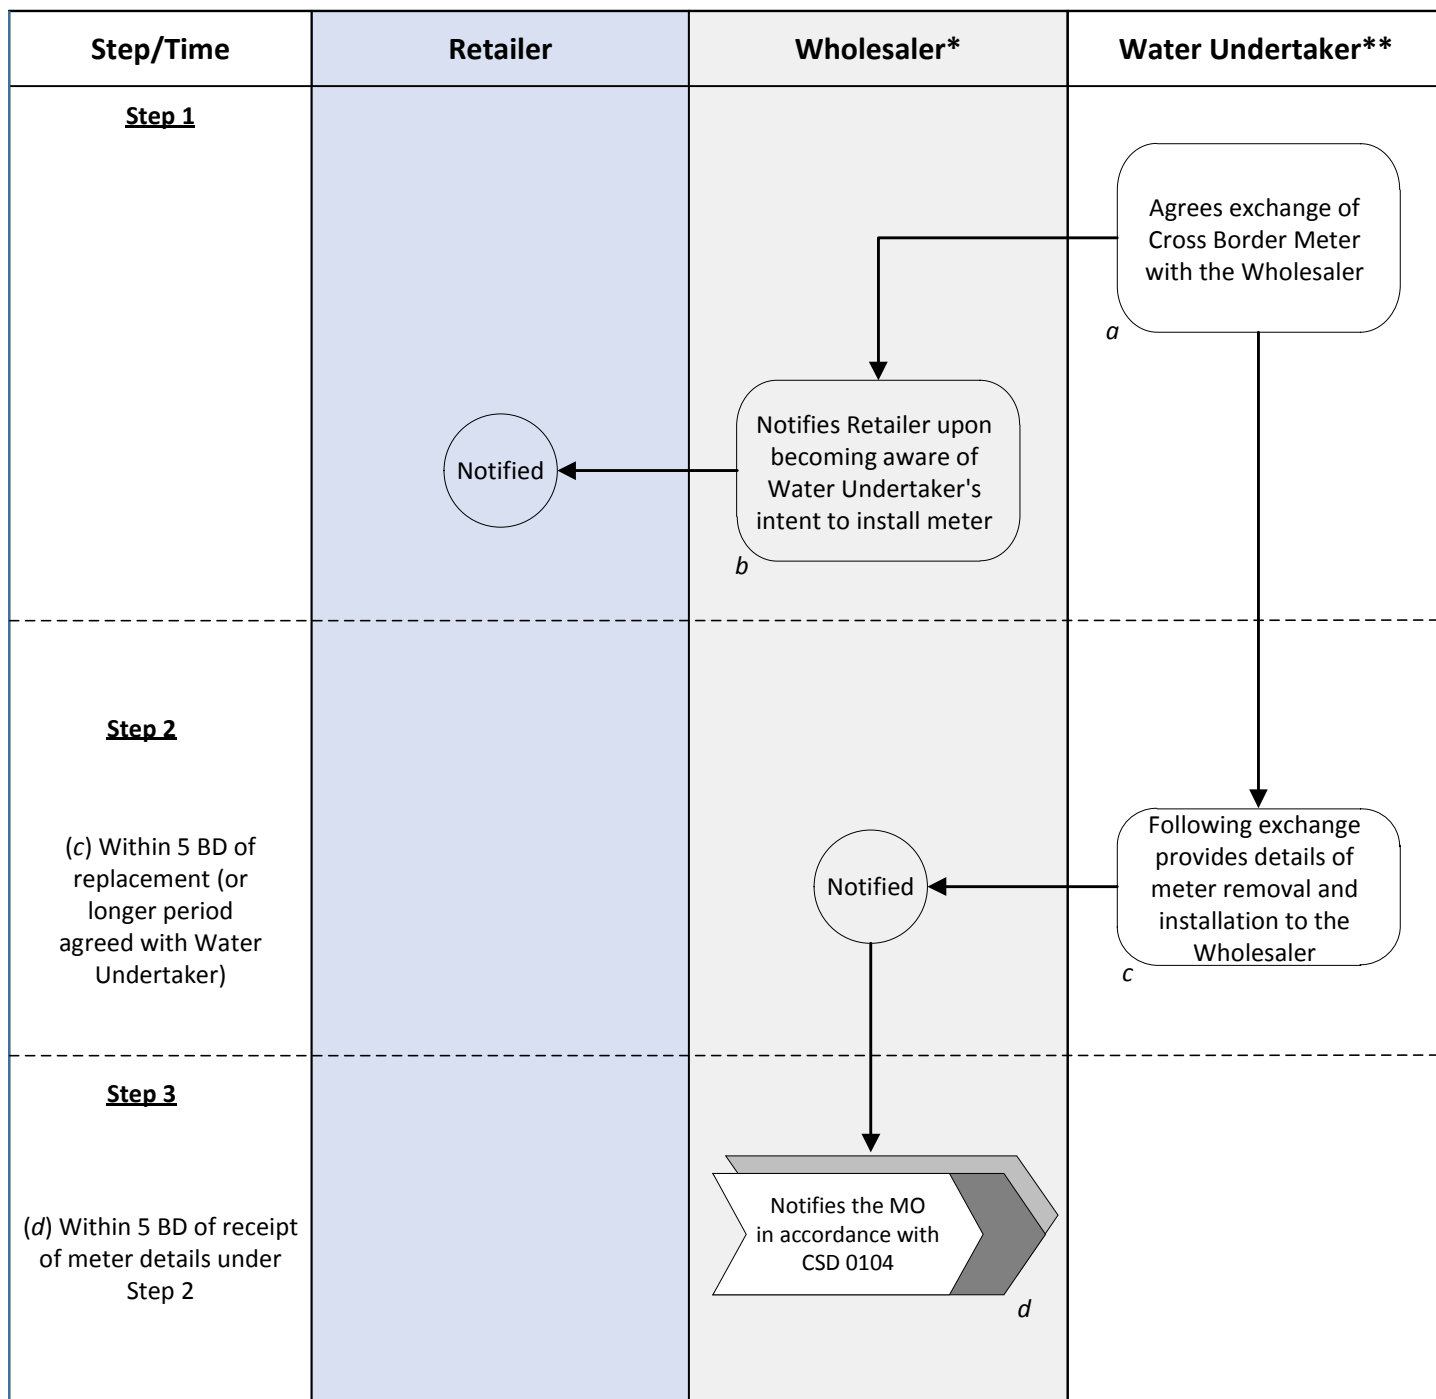 Step/Time
Retailer
Wholesaler*
Water Undertaker**
Step 1
Agrees exchange of
Cross Border Meter
with the Wholesaler
a
Notifies Retailer upon
becoming aware of
Water Undertaker's
intent to install meter
b
Notified
Step 2
(c) Within 5 BD of
replacement (or
longer period
agreed with Water
Undertaker)
Notified
Following exchange
provides details of
meter removal and
installation to the
Wholesaler
c
Step 3
(d) Within 5 BD of receipt
of meter details under
Step 2
Notifies the MO
in accordance with
CSD 0104
d